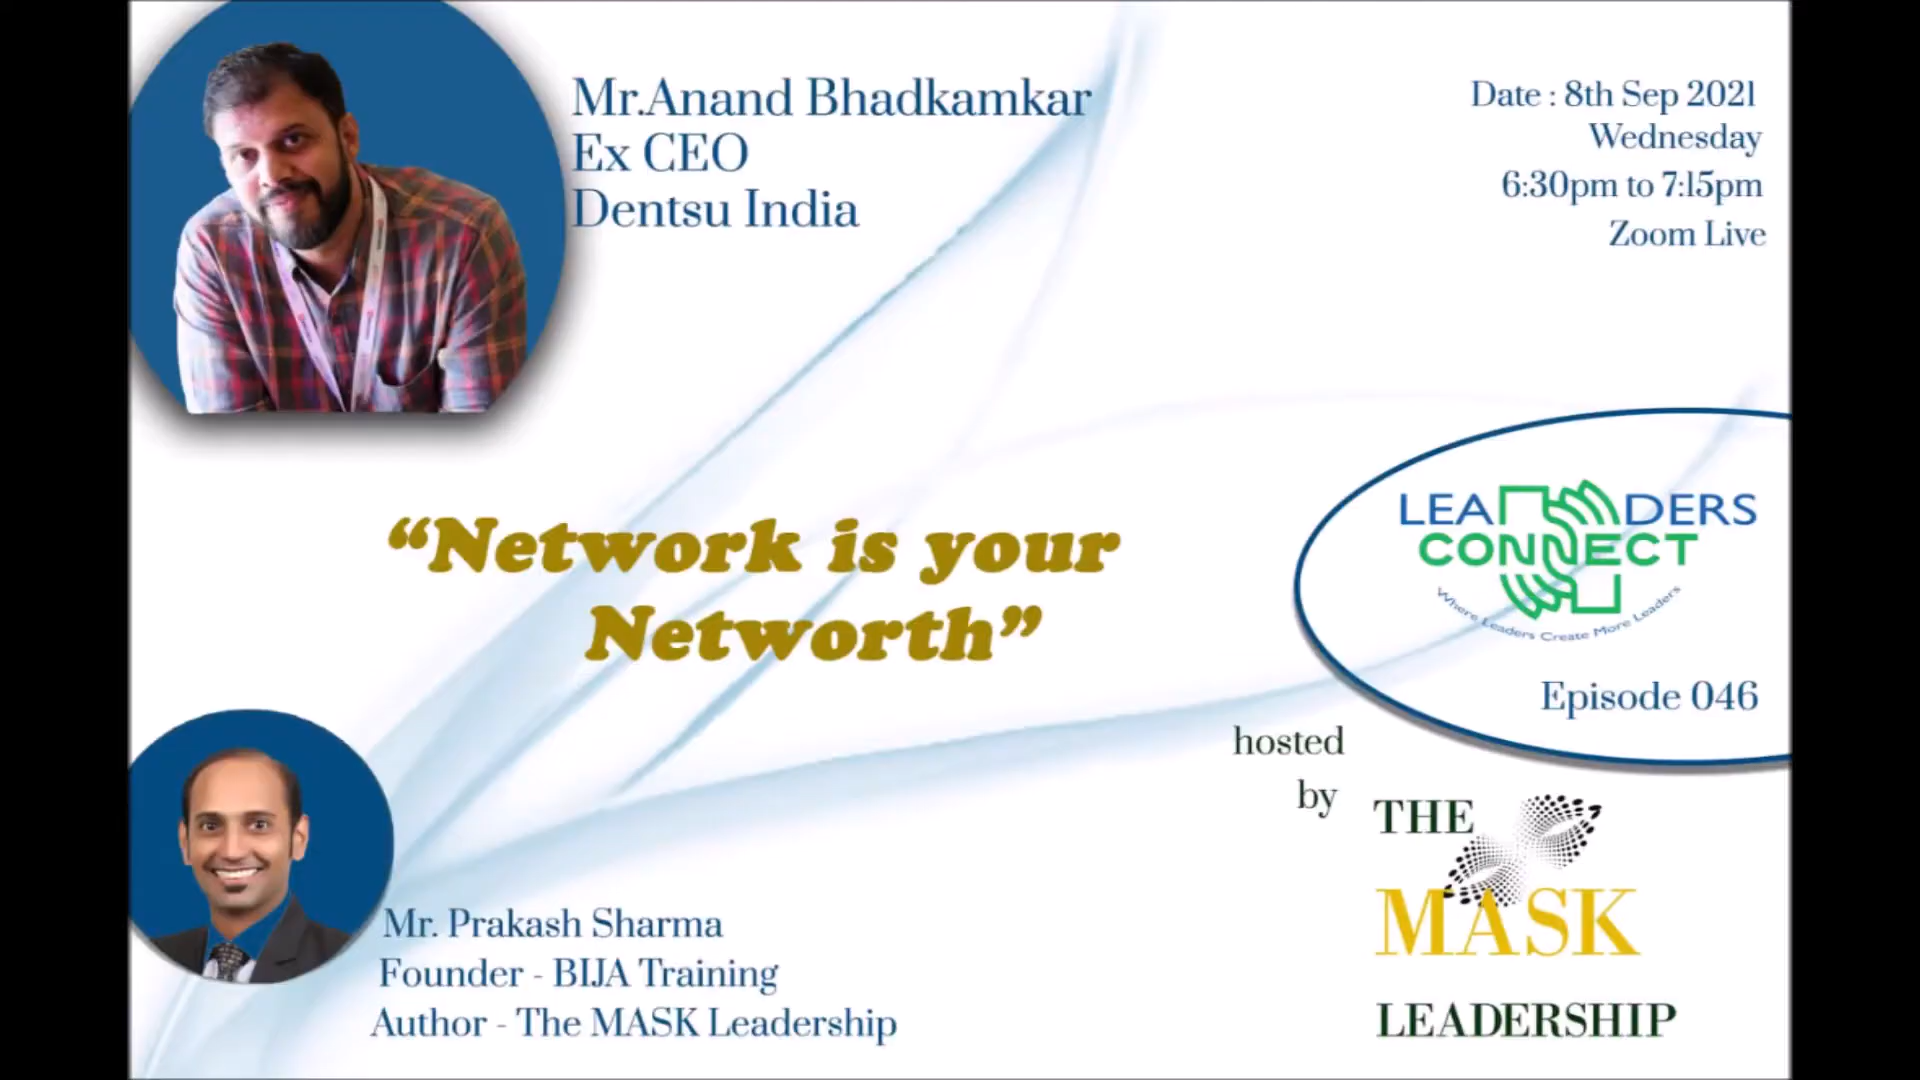 Mr.Anand Bhadkamkar
Ex CEO
Dentsu India
Date : 8th Sep 2021
Wednesday
6:30pm to 7:15pm
Zoom Live
“Network is your
Networth”
LEADERS
CONNECT
Where Leaders Create More Leaders
Episode 046
hosted
by
THE
MASK
LEADERSHIP
Mr. Prakash Sharma
Founder - BIJA Training
Author - The MASK Leadership